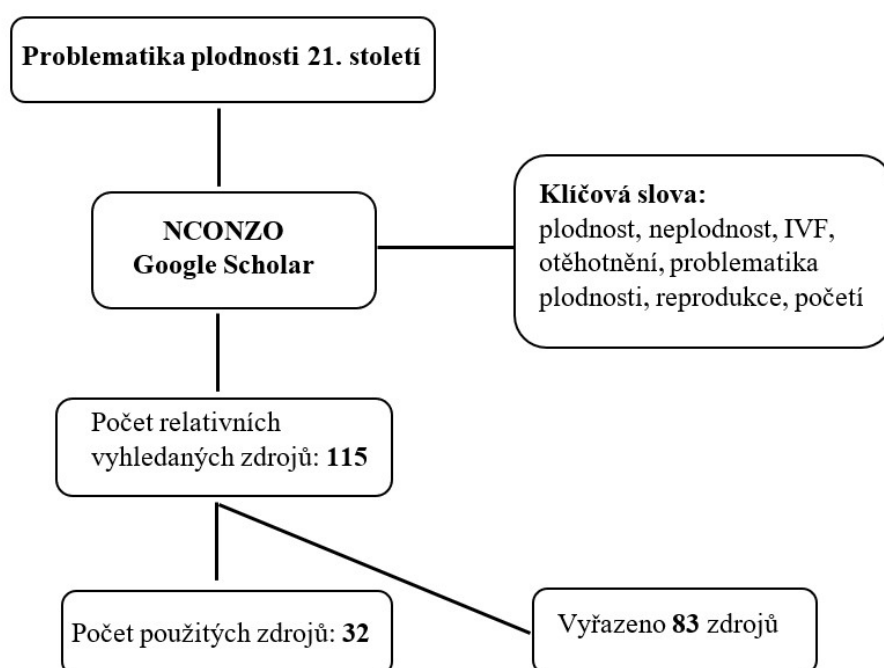 Problematika plodnosti 21. století
NCONZO
Google Scholar
Klíčová slova:
plodnost, neplodnost, IVF,
otěhotnění, problematika
plodnosti, reprodukce, početí
Počet relativních
vyhledaných zdrojů: 115
Počet použitých zdrojů: 32
Vyřazeno 83 zdrojů